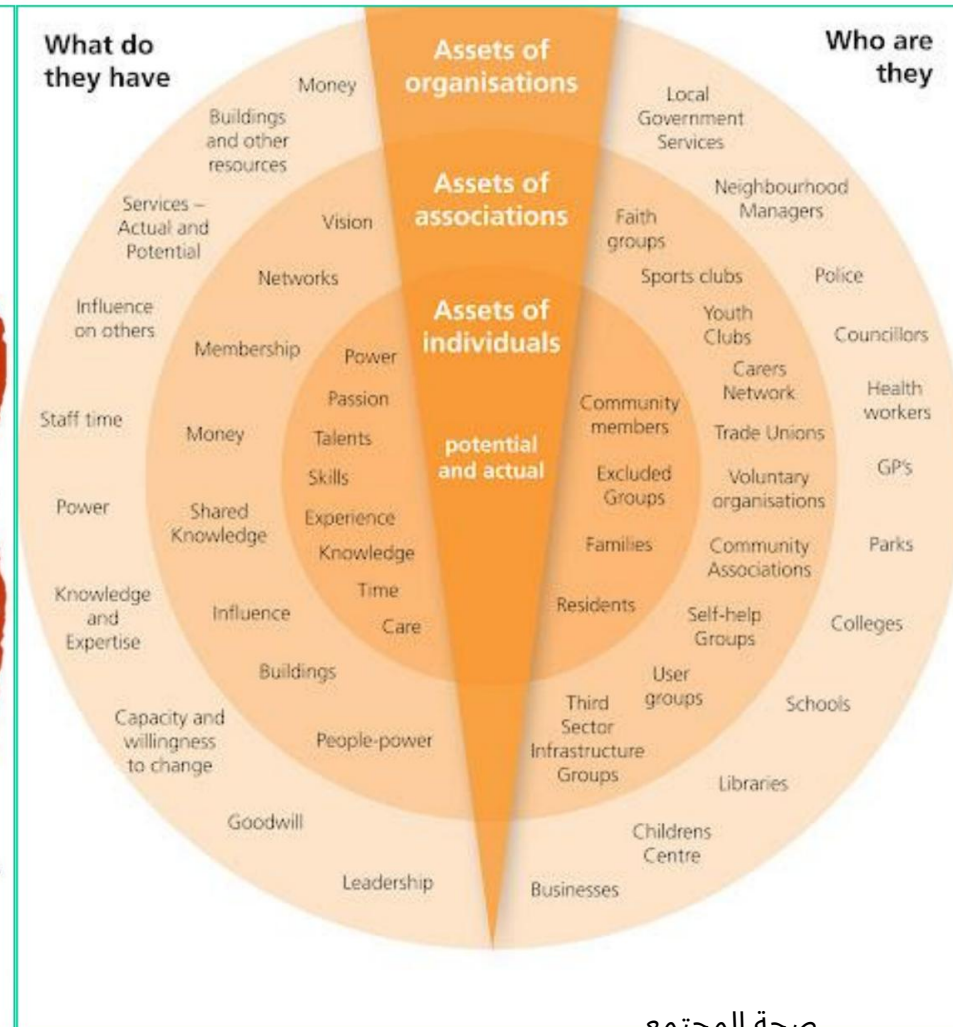 What do
they have
Who are
they
Assets of
organisations
Assets of
associations
Assets of
individuals
potential
and actual
Money
Buildings
and other
resources
Services –
Actual and
Potential
Influence
on others
Staff time
Power
Knowledge
and
Expertise
Capacity and
willingness
to change
Goodwill
Leadership
Vision
Networks
Membership
Money
Shared
Knowledge
Influence
Buildings
People-power
Power
Passion
Talents
Skills
Experience
Knowledge
Time
Care
Community
members
Excluded
Groups
Families
Residents
Faith
groups
Sports clubs
Youth
Clubs
Carers
Network
Trade Unions
Voluntary
organisations
Community
Associations
Self-help
Groups
User
groups
Third
Sector
Infrastructure
Groups
Local
Government
Services
Neighbourhood
Managers
Police
Councillors
Health
workers
GP's
Parks
Colleges
Schools
Libraries
Childrens
Centre
Businesses
صحة المجتمع